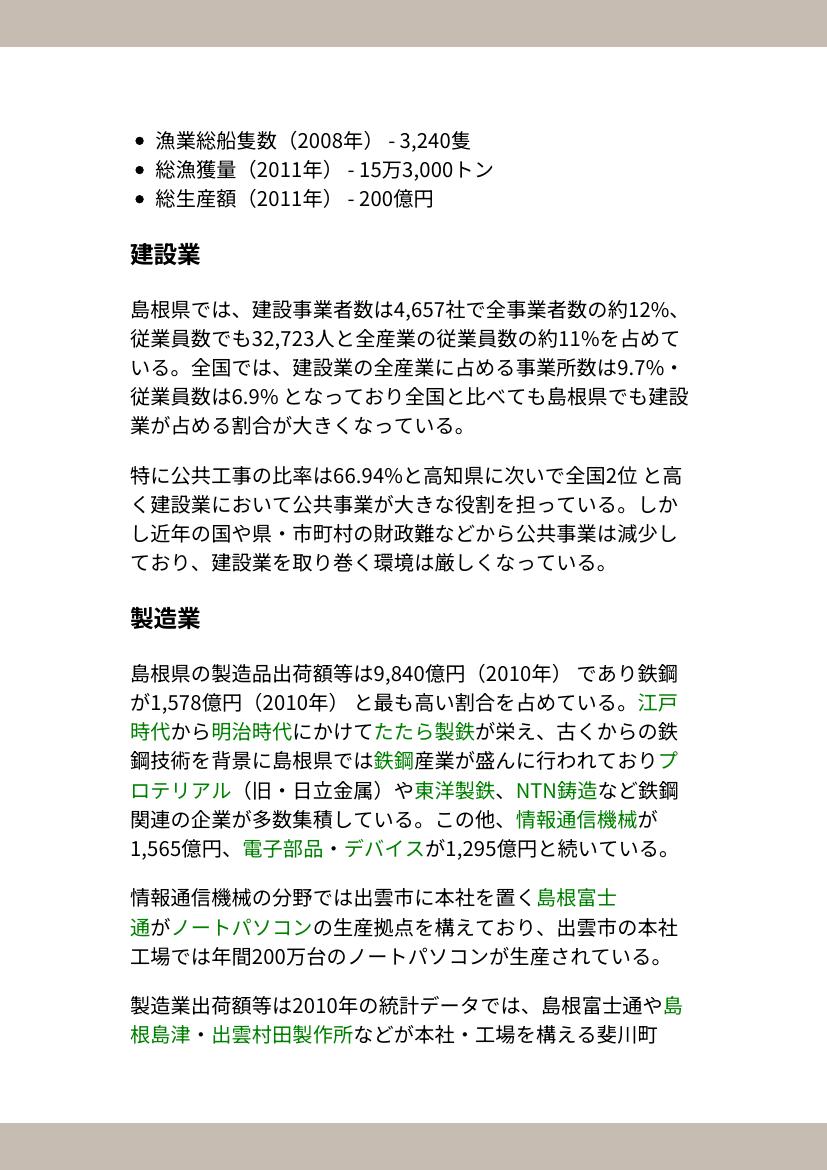 • 漁業総船隻数（2008年） - 3,240隻
• 総漁獲量（2011年） - 15万3,000トン
• 総生産額（2011年） - 200億円
建設業
島根県では、建設事業者数は4,657社で全事業者数の約12%、
従業員数でも32,723人と全産業の従業員数の約11%を占めて
いる。全国では、建設業の全産業に占める事業所数は9.7%・
従業員数は6.9% となっており全国と比べても島根県でも建設
業が占める割合が大きくなっている。
特に公共工事の比率は66.94%と高知県に次いで全国2位 と高
く建設業において公共事業が大きな役割を担っている。しか
し近年の国や県・市町村の財政難などから公共事業は減少し
ており、建設業を取り巻く環境は厳しくなっている。
製造業
島根県の製造品出荷額等は9,840億円（2010年） であり鉄鋼
が1,578億円（2010年） と最も高い割合を占めている。江戸
時代から明治時代にかけてたたら製鉄が栄え、古くからの鉄
鋼技術を背景に島根県では鉄鋼産業が盛んに行われておりプ
ロテリアル（旧・日立金属）や東洋製鉄、NTN鋳造など鉄鋼
関連の企業が多数集積している。この他、情報通信機械が
1,565億円、電子部品・デバイスが1,295億円と続いている。
情報通信機械の分野では出雲市に本社を置く島根富士
通がノートパソコンの生産拠点を構えており、出雲市の本社
工場では年間200万台のノートパソコンが生産されている。
製造業出荷額等は2010年の統計データでは、島根富士通や島
根島津・出雲村田製作所などが本社・工場を構える斐川町